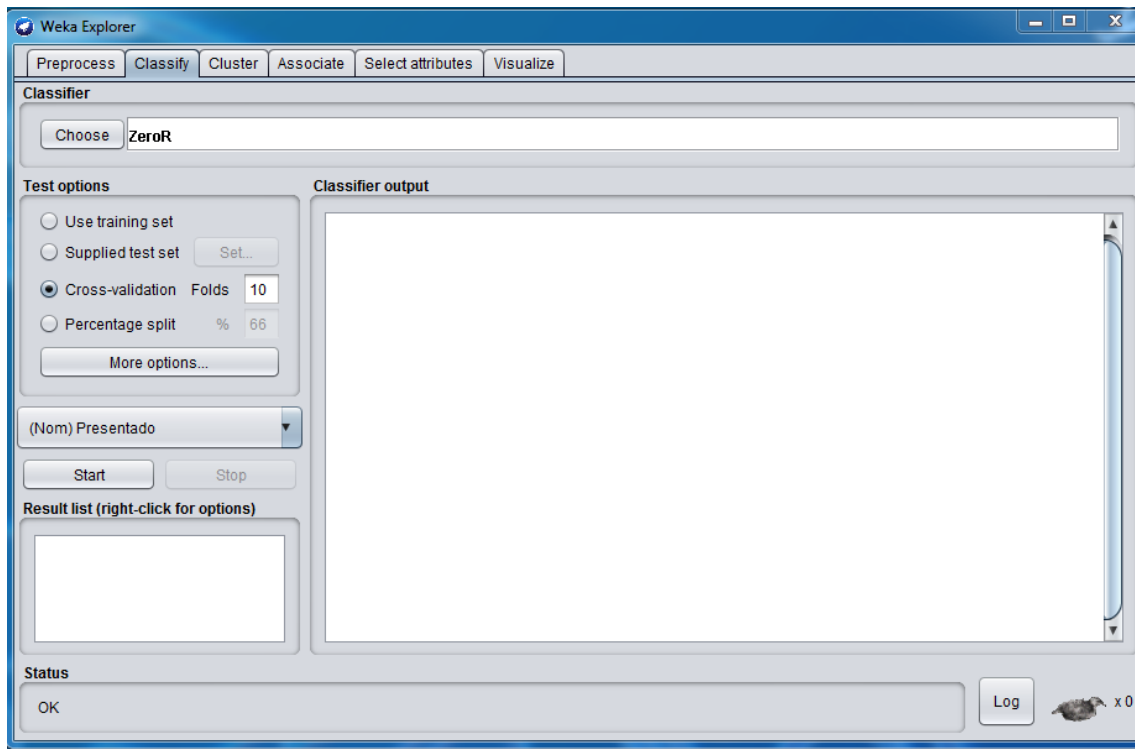 Weka Explorer
Preprocess Classify Cluster Associate Select attributes Visualize
Classifier
Choose ZeroR
Test options
Use training set
Supplied test set Set...
Cross-validation Folds 10
Percentage split % 66
More options...
(Nom) Presentado
Start Stop
Result list (right-click for options)
Classifier output
Status
OK
Log x 0